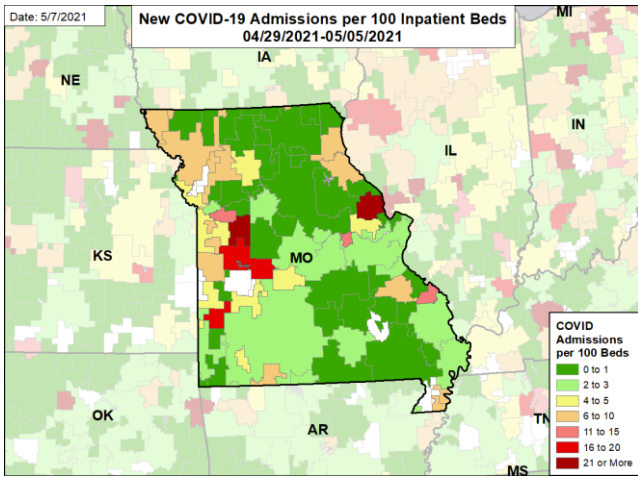 Date: 5/7/2021
New COVID-19 Admissions per 100 Inpatient Beds
04/29/2021-05/05/2021
MI
IA
NE
IN
IL
KS
MO
OK
AR
TN
MS
COVID
Admissions
per 100 Beds
0 to 1
2 to 3
4 to 5
6 to 10
11 to 15
16 to 20
21 or More